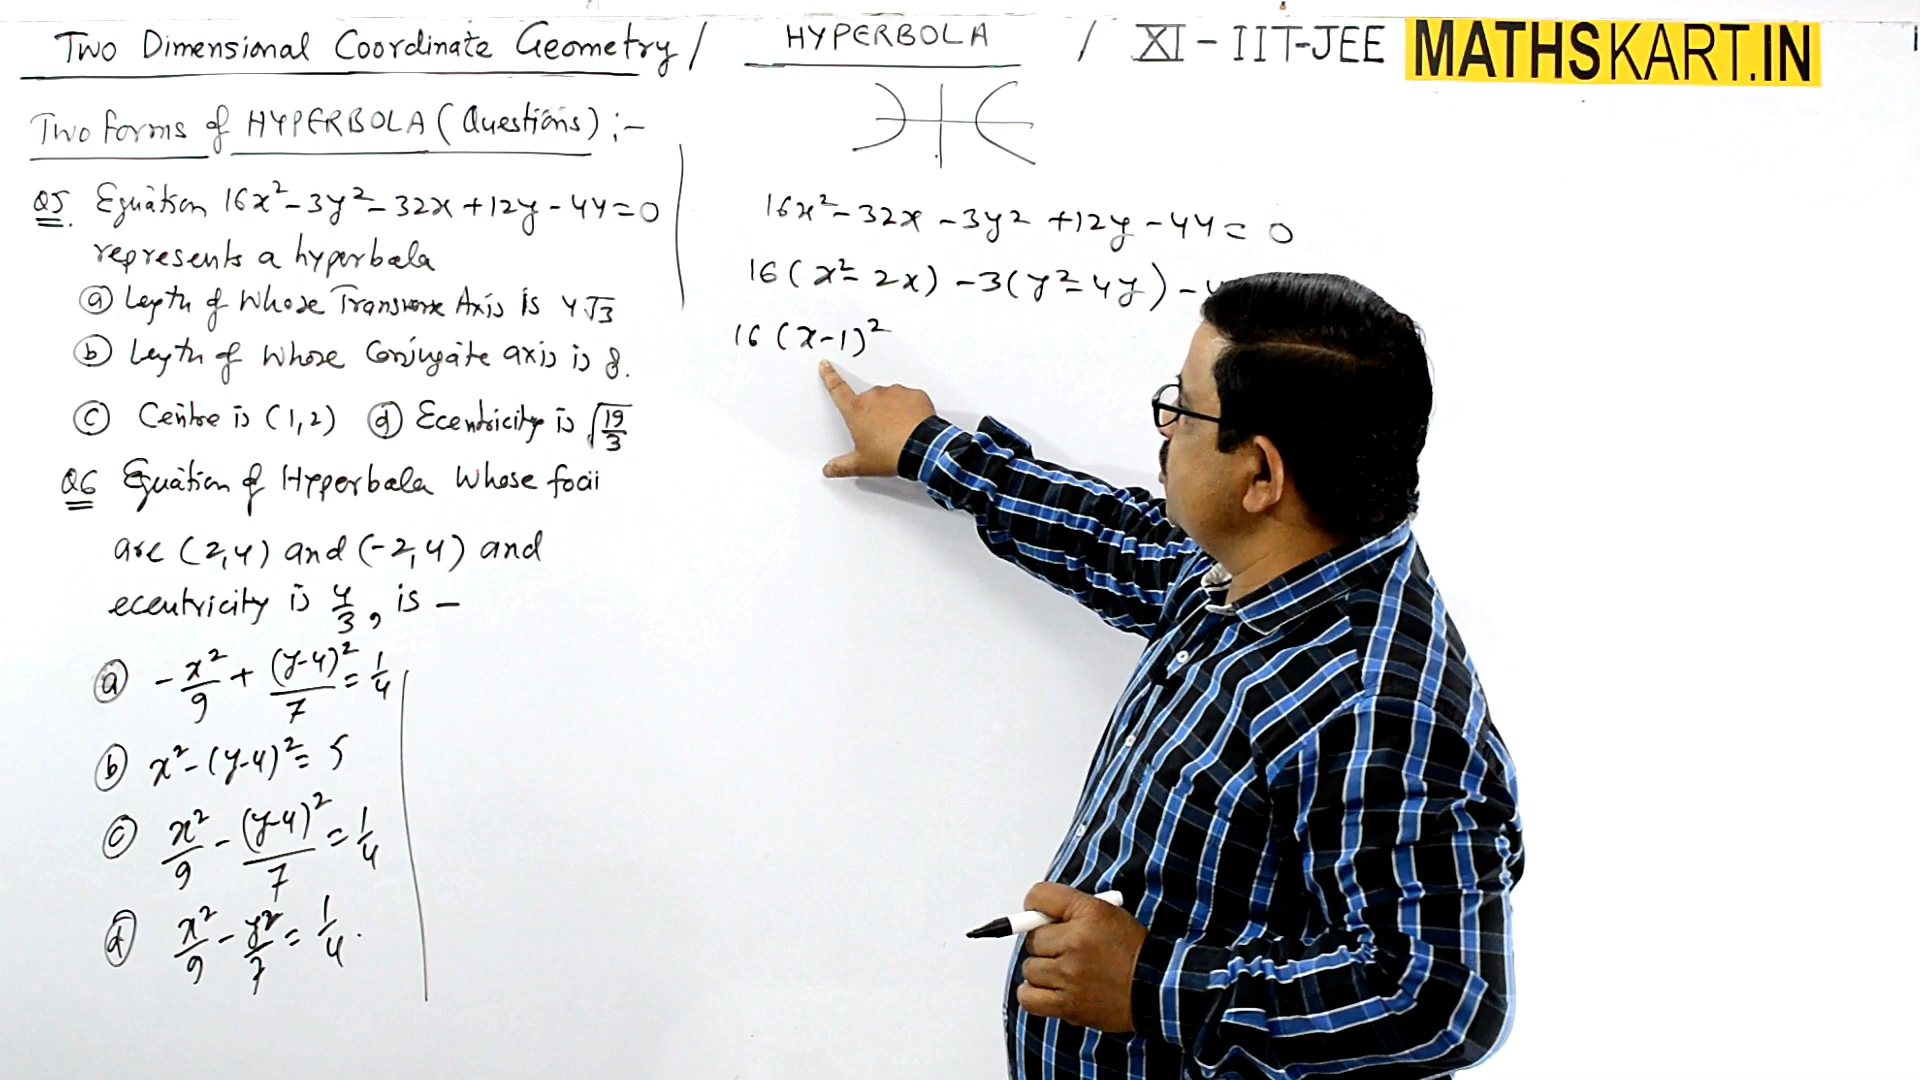 Two Dimensional Coordinate Geometry / HYPERBOLA / XI - IIT-JEE MATHSKART.IN
Two forms of HYPERBOLA (Questions) :-
Q5. Equation 16x² - 3y² - 32x + 12y - 44 = 0
represents a hyperbola
(a) Length of Whose Transverse Axis is 4√3
(b) Length of Whose Conjugate axis is 8.
(c) Centre is (1,2) (d) Ecentricity is √(19/3)
Q6 Equation of Hyperbola Whose focii
are (2,4) and (-2,4) and
ecentricity is 4/3, is -
(a) -x²/9 + (y-4)²/7 = 1/4
(b) x² - (y-4)² = 5
(c) x²/9 - (y-4)²/7 = 1/4
(d) x²/9 - y²/7 = 1/4.
16x² - 32x - 3y² + 12y - 44 = 0
16(x² - 2x) - 3(y² - 4y) -
16(x-1)²